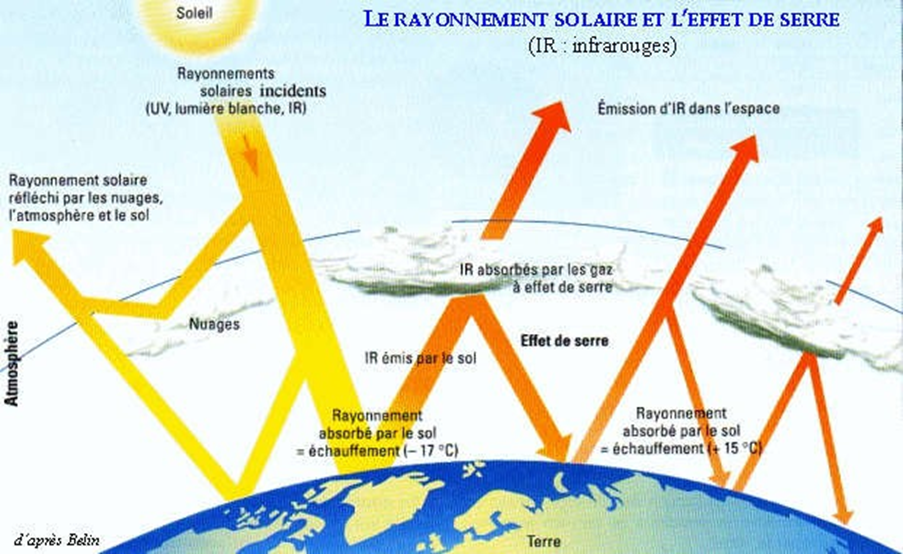 Soleil
LE RAYONNEMENT SOLAIRE ET L'EFFET DE SERRE
(IR : infrarouges)
Rayonnements
solaires incidents
(UV, lumière blanche, IR)
Émission d'IR dans l'espace
Rayonnement solaire
réfléchi par les nuages,
l'atmosphère et le sol
IR absorbés par les gaz
à effet de serre
Nuages
Effet de serre
IR émis par le sol
Atmosphère
Rayonnement
absorbé par le sol
= échauffement (– 17 °C)
Rayonnement
absorbé par le sol
= échauffement (+ 15 °C)
d'après Belin
Terre